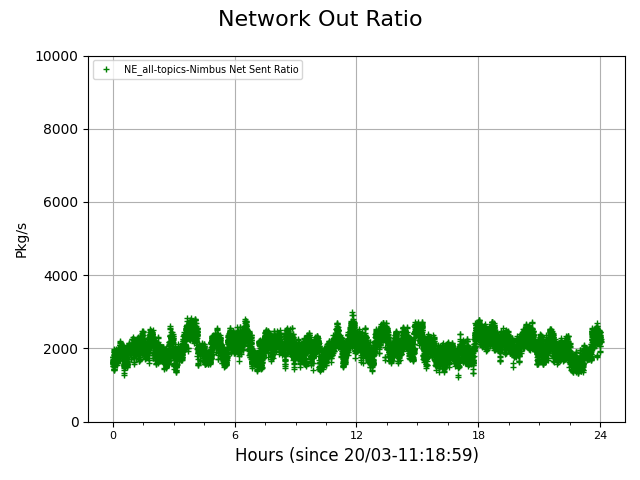 Network Out Ratio
10000
NE_all-topics-Nimbus Net Sent Ratio
8000
6000
Pkg/s
4000
2000
0
0 6 12 18 24
Hours (since 20/03-11:18:59)